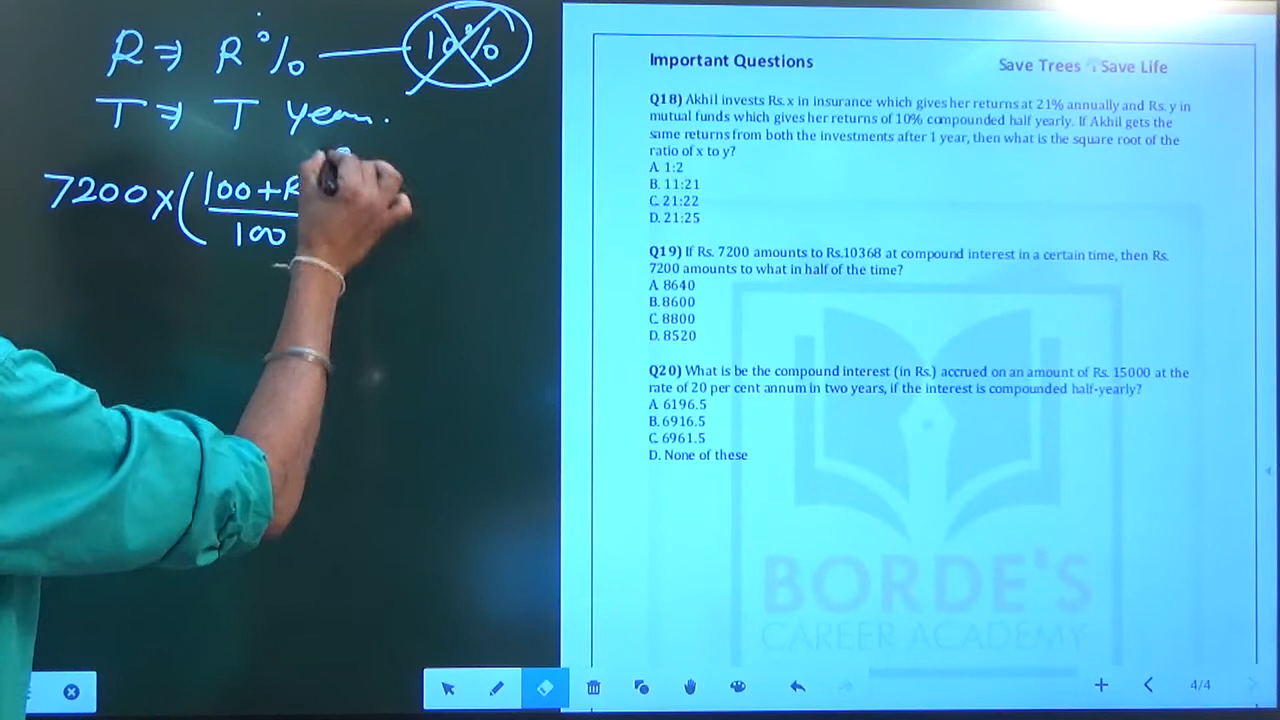 R ⇒ R % 10%
T ⇒ T year.
7200 x ( 100 + R
100
Important Questions
Save Trees Save Life
Q18) Akhil invests Rs. x in insurance which gives her returns at 21% annually and Rs. y in
mutual funds which gives her returns of 10% compounded half yearly. If Akhil gets the
same returns from both the investments after 1 year, then what is the square root of the
ratio of x to y?
A. 1:2
B. 11:21
C. 21:22
D. 21:25
Q19) If Rs. 7200 amounts to Rs.10368 at compound interest in a certain time, then Rs.
7200 amounts to what in half of the time?
A. 8640
B. 8600
C. 8800
D. 8520
Q20) What is be the compound interest (in Rs.) accrued on an amount of Rs. 15000 at the
rate of 20 per cent annum in two years, if the interest is compounded half-yearly?
A. 6196.5
B. 6916.5
C. 6961.5
D. None of these
BORDE'S
CAREER ACADEMY
4/4